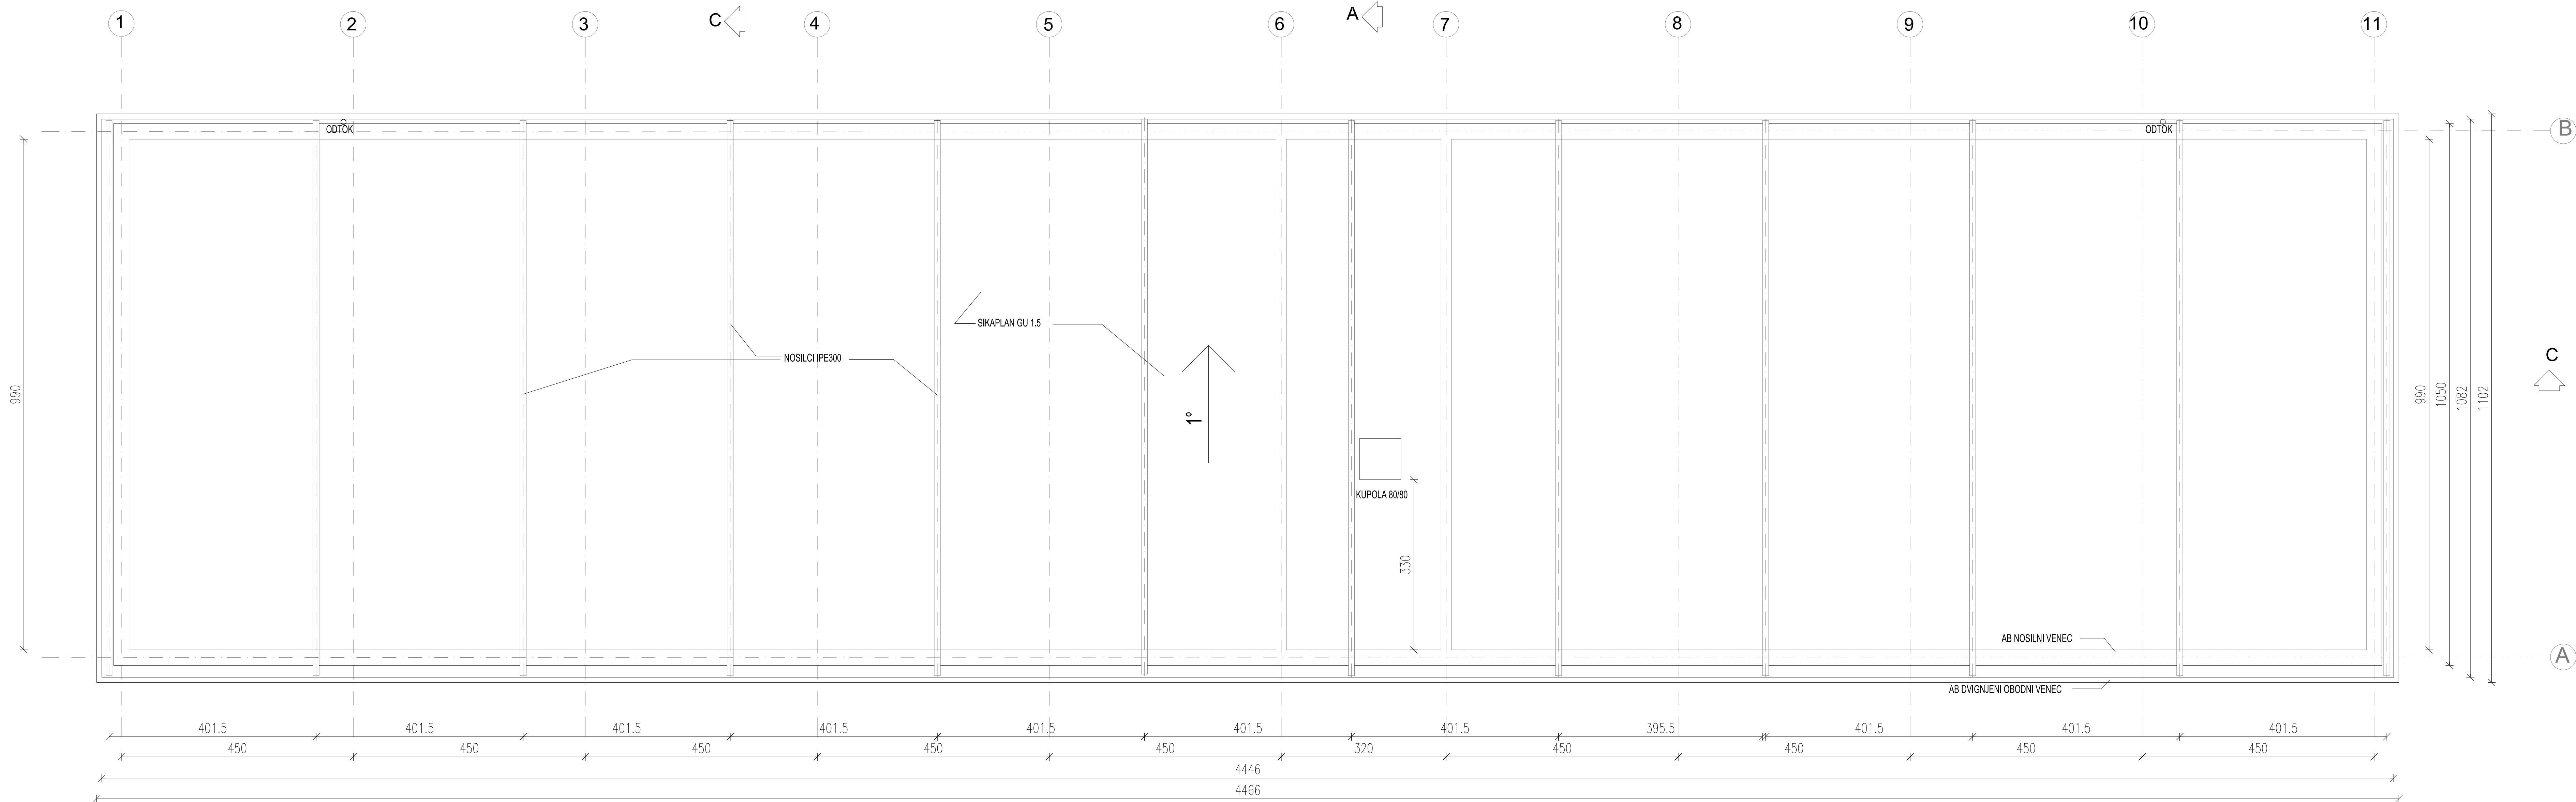 1 2 3 C 4 5 6 A 7 8 9 10 11
ODTOK
ODTOK
B
SIKAPLAN GU 1.5
NOSILCI IPE300
C
990
990
1050
1082
1102
1°
KUPOLA 80/80
330
AB NOSILNI VENEC
A
AB DVIGNJENI OBODNI VENEC
401.5 401.5 401.5 401.5 401.5 401.5 401.5 395.5 401.5 401.5 401.5
450 450 450 450 450 320 450 450 450 450
4446
4466